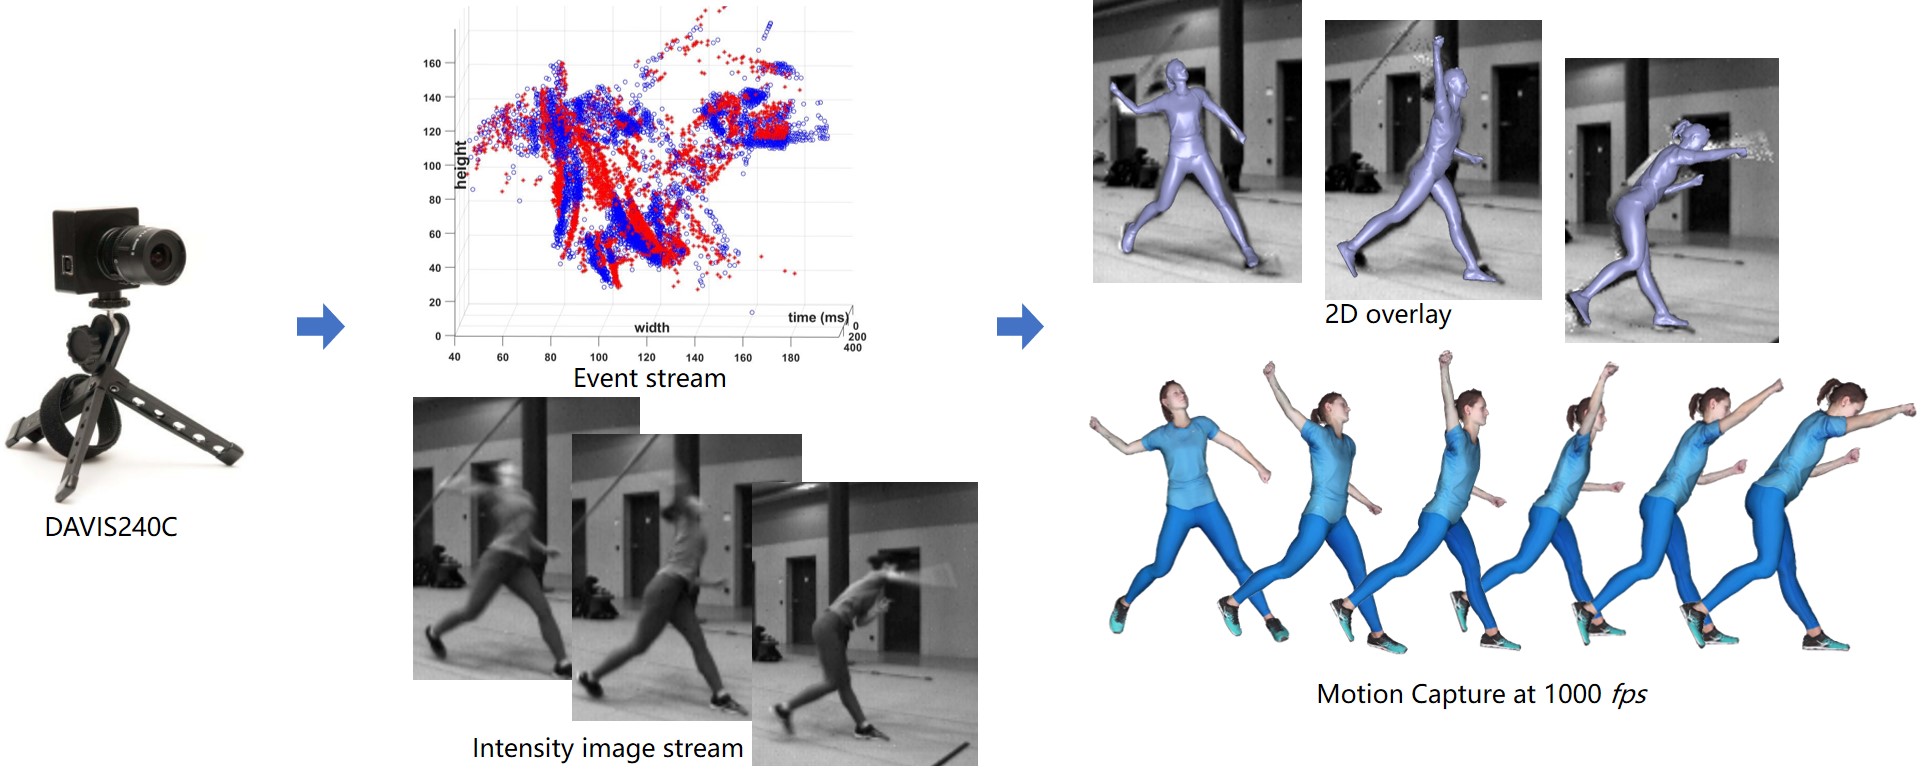 DAVIS240C
height
160
140
120
100
80
60
40
20
0
40 60 80 100 120 140 160 180
width
time (ms)
0
200
400
Event stream
Intensity image stream
2D overlay
Motion Capture at 1000 fps